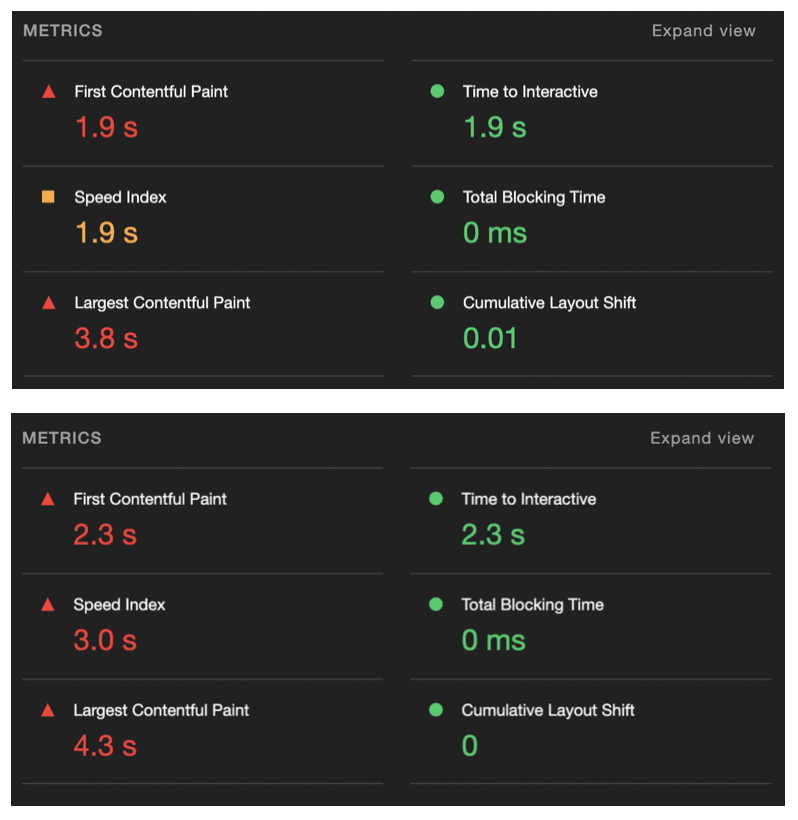 METRICS Expand view
First Contentful Paint Time to Interactive
1.9 s 1.9 s
Speed Index Total Blocking Time
1.9 s 0 ms
Largest Contentful Paint Cumulative Layout Shift
3.8 s 0.01
METRICS Expand view
First Contentful Paint Time to Interactive
2.3 s 2.3 s
Speed Index Total Blocking Time
3.0 s 0 ms
Largest Contentful Paint Cumulative Layout Shift
4.3 s 0